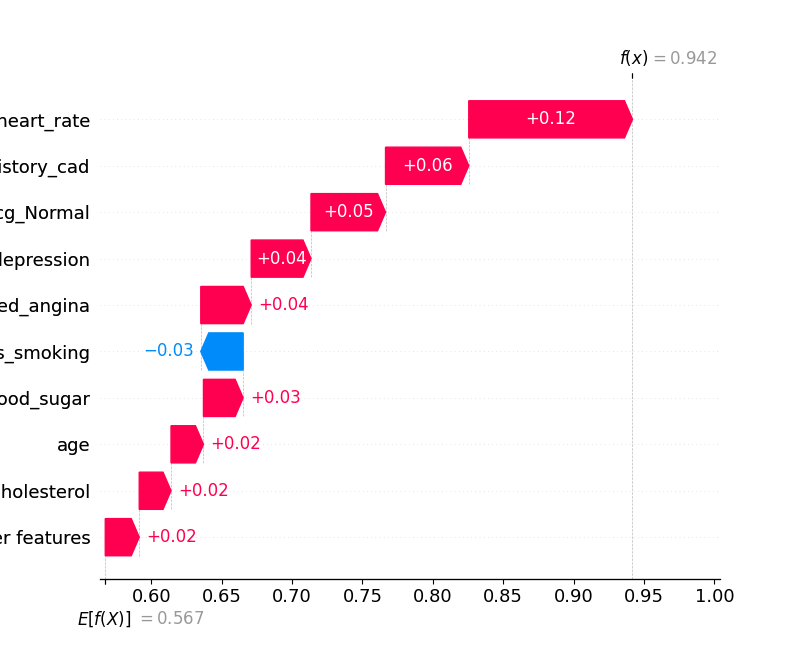 f(x) = 0.942
heart_rate +0.12
istory_cad +0.06
cg_Normal +0.05
depression +0.04
ed_angina +0.04
s_smoking −0.03
ood_sugar +0.03
age +0.02
holesterol +0.02
er features +0.02
0.60 0.65 0.70 0.75 0.80 0.85 0.90 0.95 1.00
E[f(X)] = 0.567